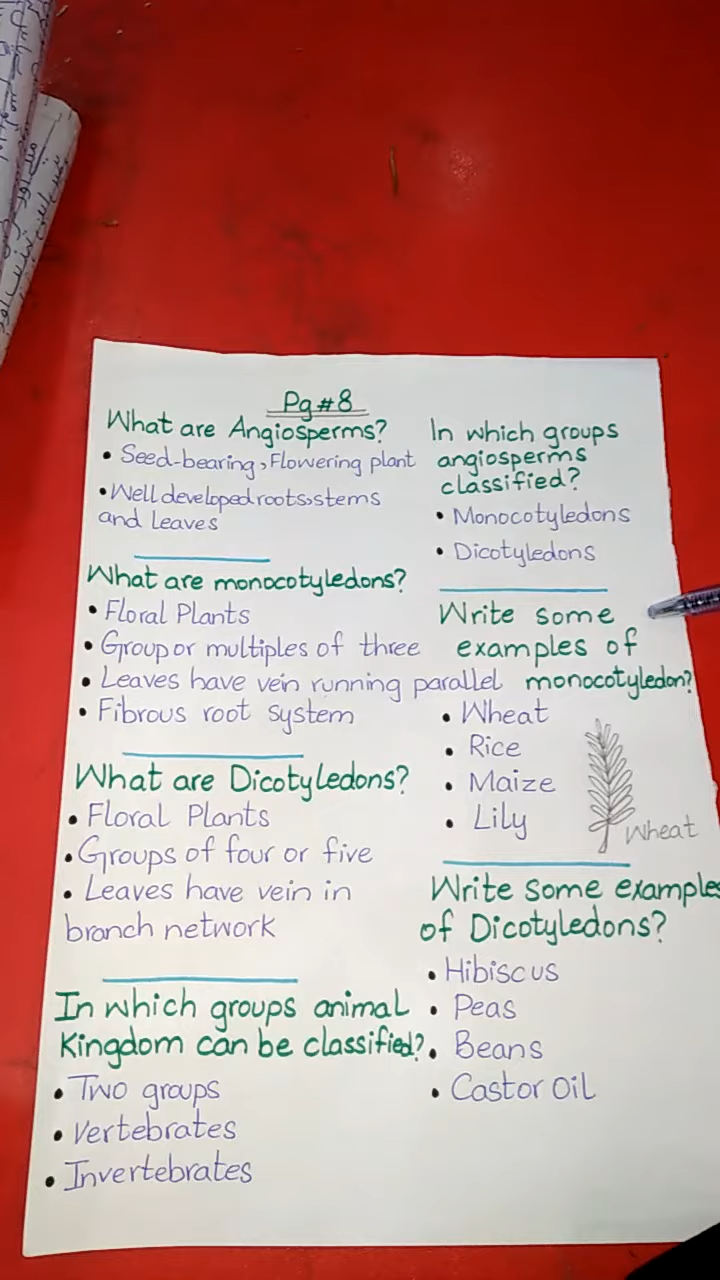 Pg#8
What are Angiosperms?
• Seed-bearing, Flowering plant
• Well developed roots, stems
and leaves
What are monocotyledons?
• Floral Plants
• Group or multiples of three
• Leaves have vein running parallel
• Fibrous root system
What are Dicotyledons?
• Floral Plants
• Groups of four or five
• Leaves have vein in
branch network
In which groups animal
Kingdom can be classified?
• Two groups
• Vertebrates
• Invertebrates
In which groups
angiosperms
classified?
• Monocotyledons
• Dicotyledons
Write some
examples of
monocotyledon?
• Wheat
• Rice
• Maize
• Lily
Wheat
Write some examples
of Dicotyledons?
• Hibiscus
• Peas
• Beans
• Castor Oil